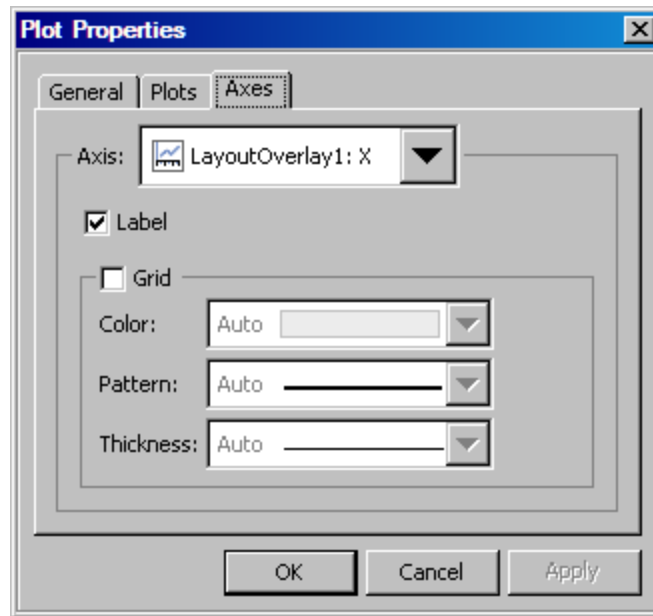 Plot Properties
General Plots Axes
Axis: LayoutOverlay1: X
Label
Grid
Color: Auto
Pattern: Auto
Thickness: Auto
OK Cancel Apply